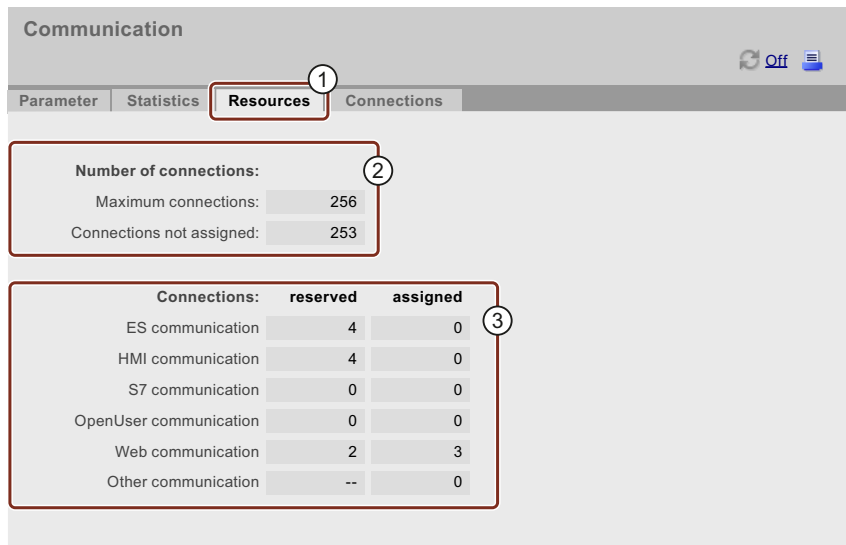 Communication
Off
1
Parameter Statistics Resources Connections
Number of connections: 2
Maximum connections: 256
Connections not assigned: 253
Connections: reserved assigned
3
ES communication 4 0
HMI communication 4 0
S7 communication 0 0
OpenUser communication 0 0
Web communication 2 3
Other communication -- 0